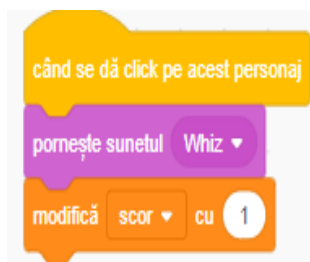 când se dă click pe acest personaj
pornește sunetul Whiz
modifică scor cu 1